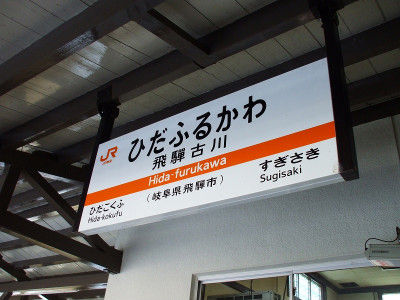 JR
ひだふるかわ
飛騨古川
Hida-furukawa
(岐阜県飛騨市)
ひだこくふ
Hida-kokufu
すぎさき
Sugisaki